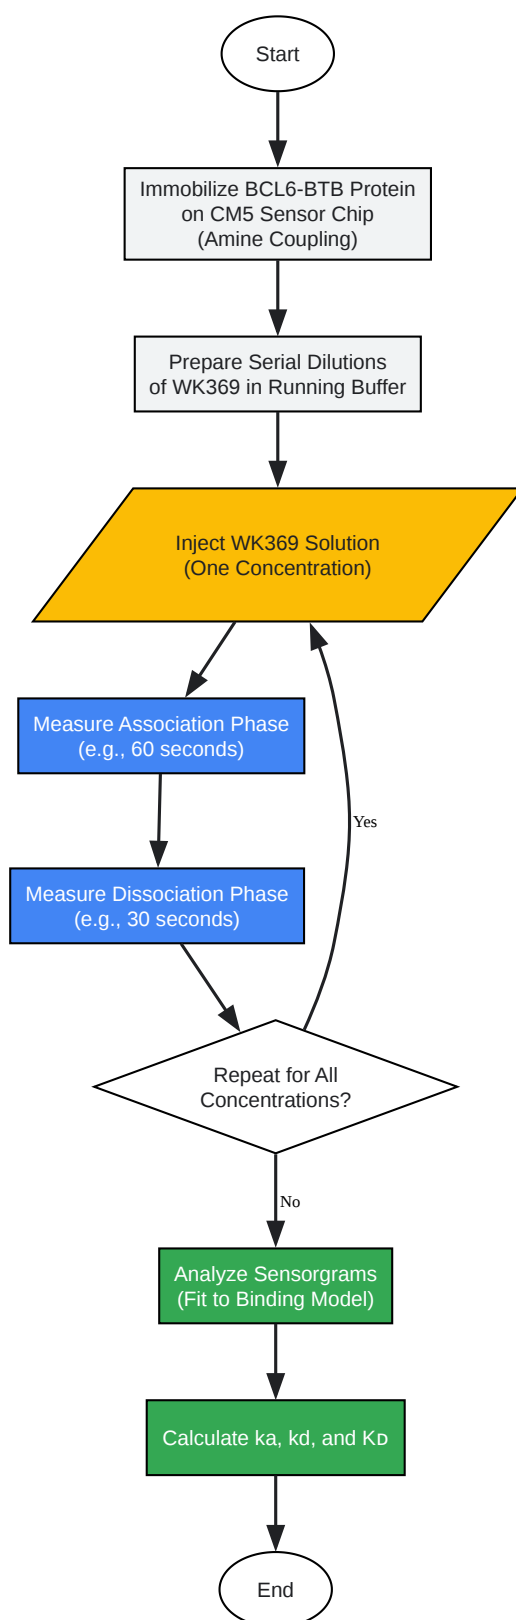 Start
Immobilize BCL6-BTB Protein
on CM5 Sensor Chip
(Amine Coupling)
Prepare Serial Dilutions
of WK369 in Running Buffer
Inject WK369 Solution
(One Concentration)
Measure Association Phase
(e.g., 60 seconds)
Yes
Measure Dissociation Phase
(e.g., 30 seconds)
Repeat for All
Concentrations?
No
Analyze Sensorgrams
(Fit to Binding Model)
Calculate ka, kd, and Kᴅ
End